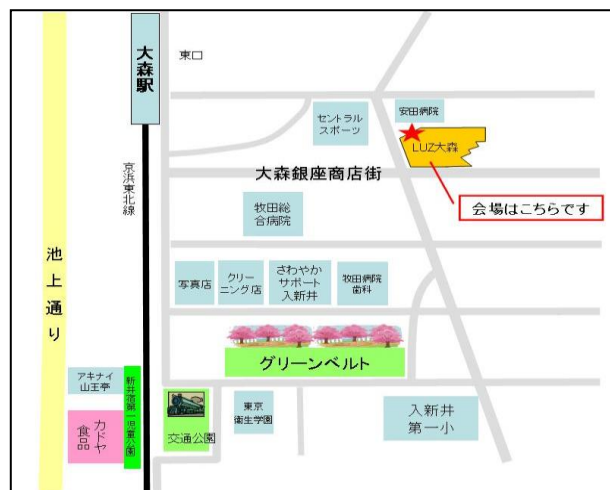 大森駅
東口
京浜東北線
池上通り
セントラル
スポーツ
安田病院
LUZ大森
大森銀座商店街
会場はこちらです
牧田総
合病院
写真店
クリー
ニング店
さわやか
サポート
入新井
牧田病院
歯科
グリーンベルト
アキナイ
山王亭
新井宿第一児童公園
カドヤ
食品
交通公園
東京
衛生学園
入新井
第一小